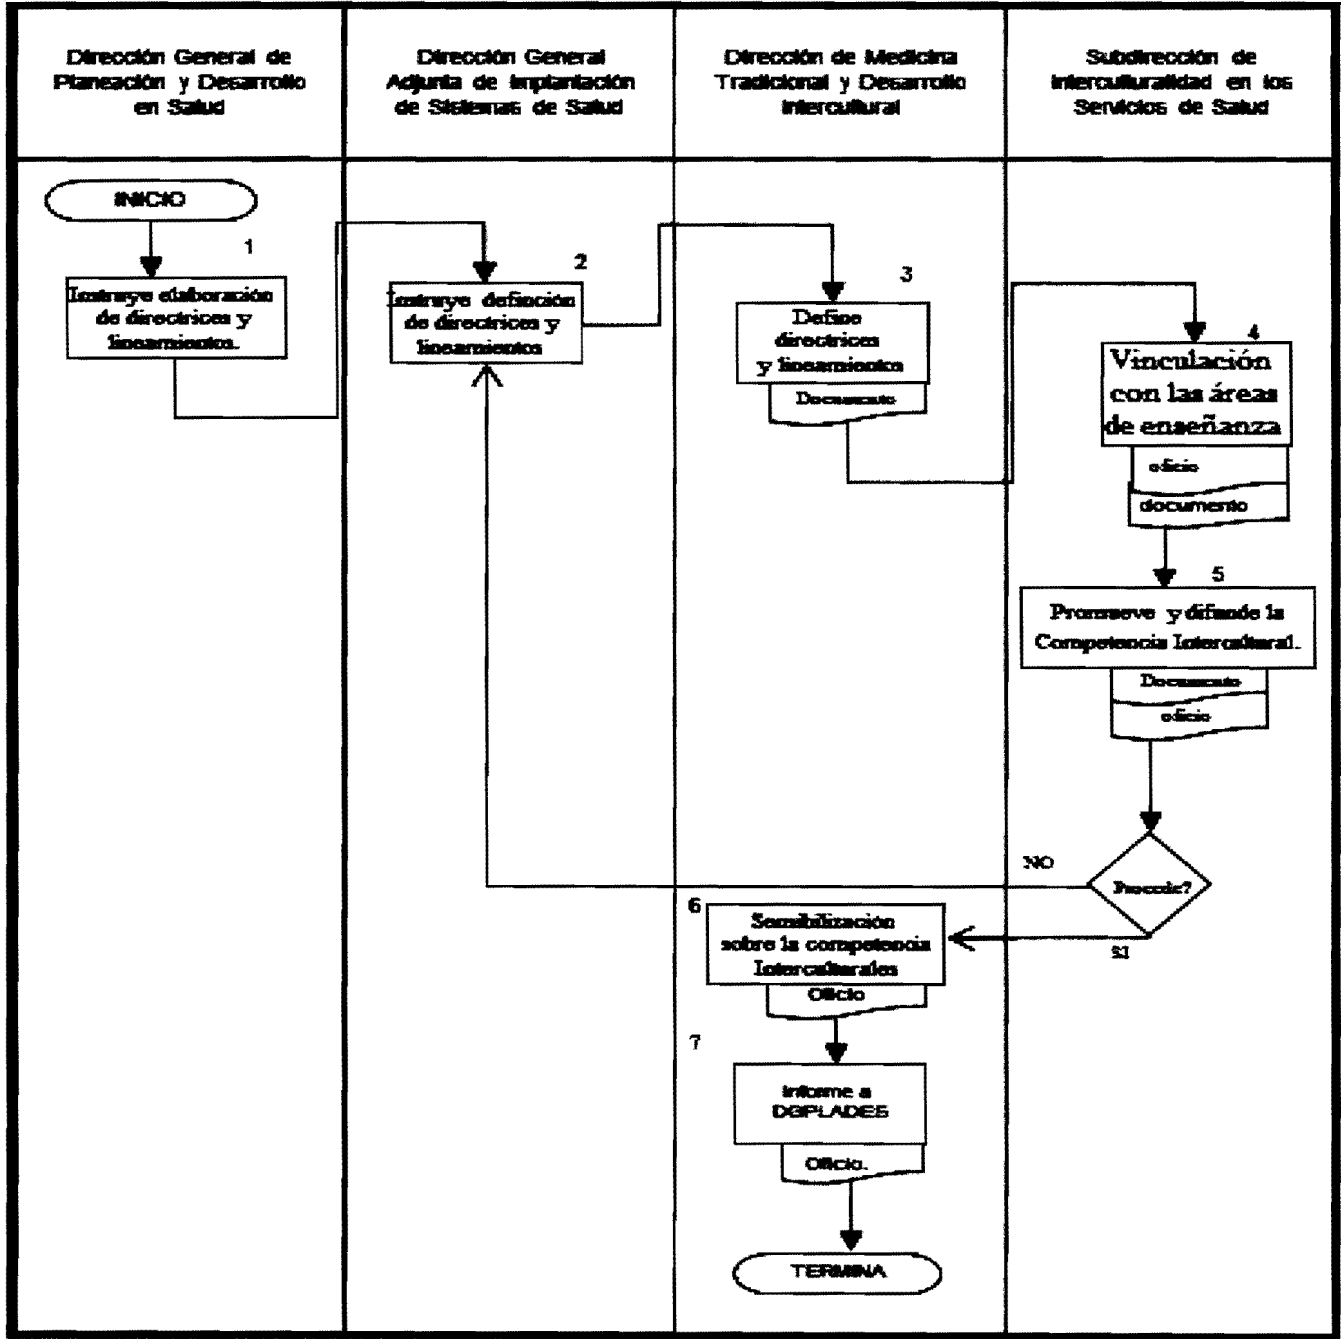 Dirección General de
Planeación y Desarrollo
en Salud
Dirección General
Adjunta de Implantación
de Sistemas de Salud
Dirección de Medicina
Tradicional y Desarrollo
Intercultural
Subdirección de
Interculturalidad en los
Servicios de Salud
INICIO
1
Instruye elaboración
de directrices y
lineamientos.
2
Instruye definción
de directrices y
lineamientos
3
Define
directrices
y lineamientos
Documento
4
Vinculación
con las áreas
de enseñanza
oficio
documento
5
Promueve y difunde la
Competencia Intercultural.
Documento
oficio
NO
Procede?
SI
6
Sensibilización
sobre la competencia
Interculturales
Oficio
7
Informe a
DGPLADES
Oficio.
TERMINA